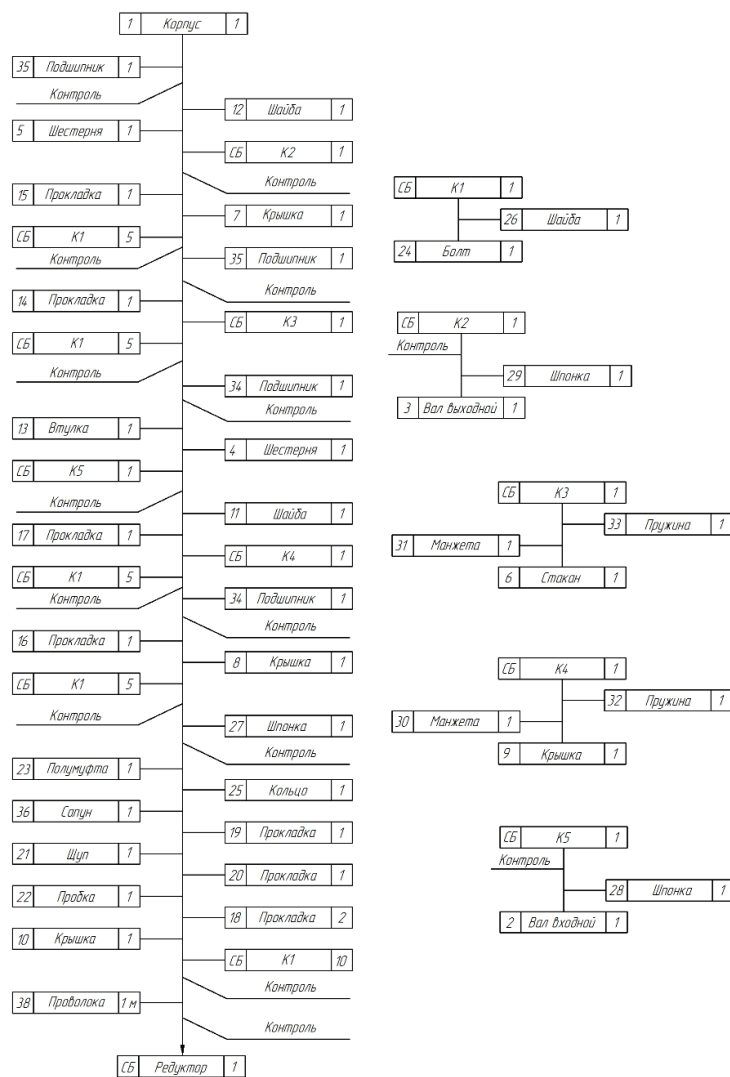 1 Корпус 1
35 Подшипник 1
Контроль
12 Шайба 1
5 Шестерня 1
СБ К2 1
Контроль
15 Прокладка 1
7 Крышка 1
СБ К1 5
Контроль
35 Подшипник 1
Контроль
14 Прокладка 1
СБ К3 1
СБ К1 5
Контроль
34 Подшипник 1
Контроль
13 Втулка 1
4 Шестерня 1
СБ К5 1
Контроль
11 Шайба 1
17 Прокладка 1
СБ К4 1
СБ К1 5
Контроль
34 Подшипник 1
Контроль
16 Прокладка 1
8 Крышка 1
СБ К1 5
Контроль
27 Шпонка 1
Контроль
23 Полумуфта 1
25 Кольцо 1
36 Сапун 1
19 Прокладка 1
21 Щуп 1
20 Прокладка 1
22 Пробка 1
18 Прокладка 2
10 Крышка 1
СБ К1 10
Контроль
38 Проволока 1 м
Контроль
СБ Редуктор 1
СБ К1 1
26 Шайба 1
24 Болт 1
СБ К2 1
Контроль
29 Шпонка 1
3 Вал выходной 1
СБ К3 1
33 Пружина 1
31 Манжета 1
6 Стакан 1
СБ К4 1
32 Пружина 1
30 Манжета 1
9 Крышка 1
СБ К5 1
Контроль
28 Шпонка 1
2 Вал входной 1